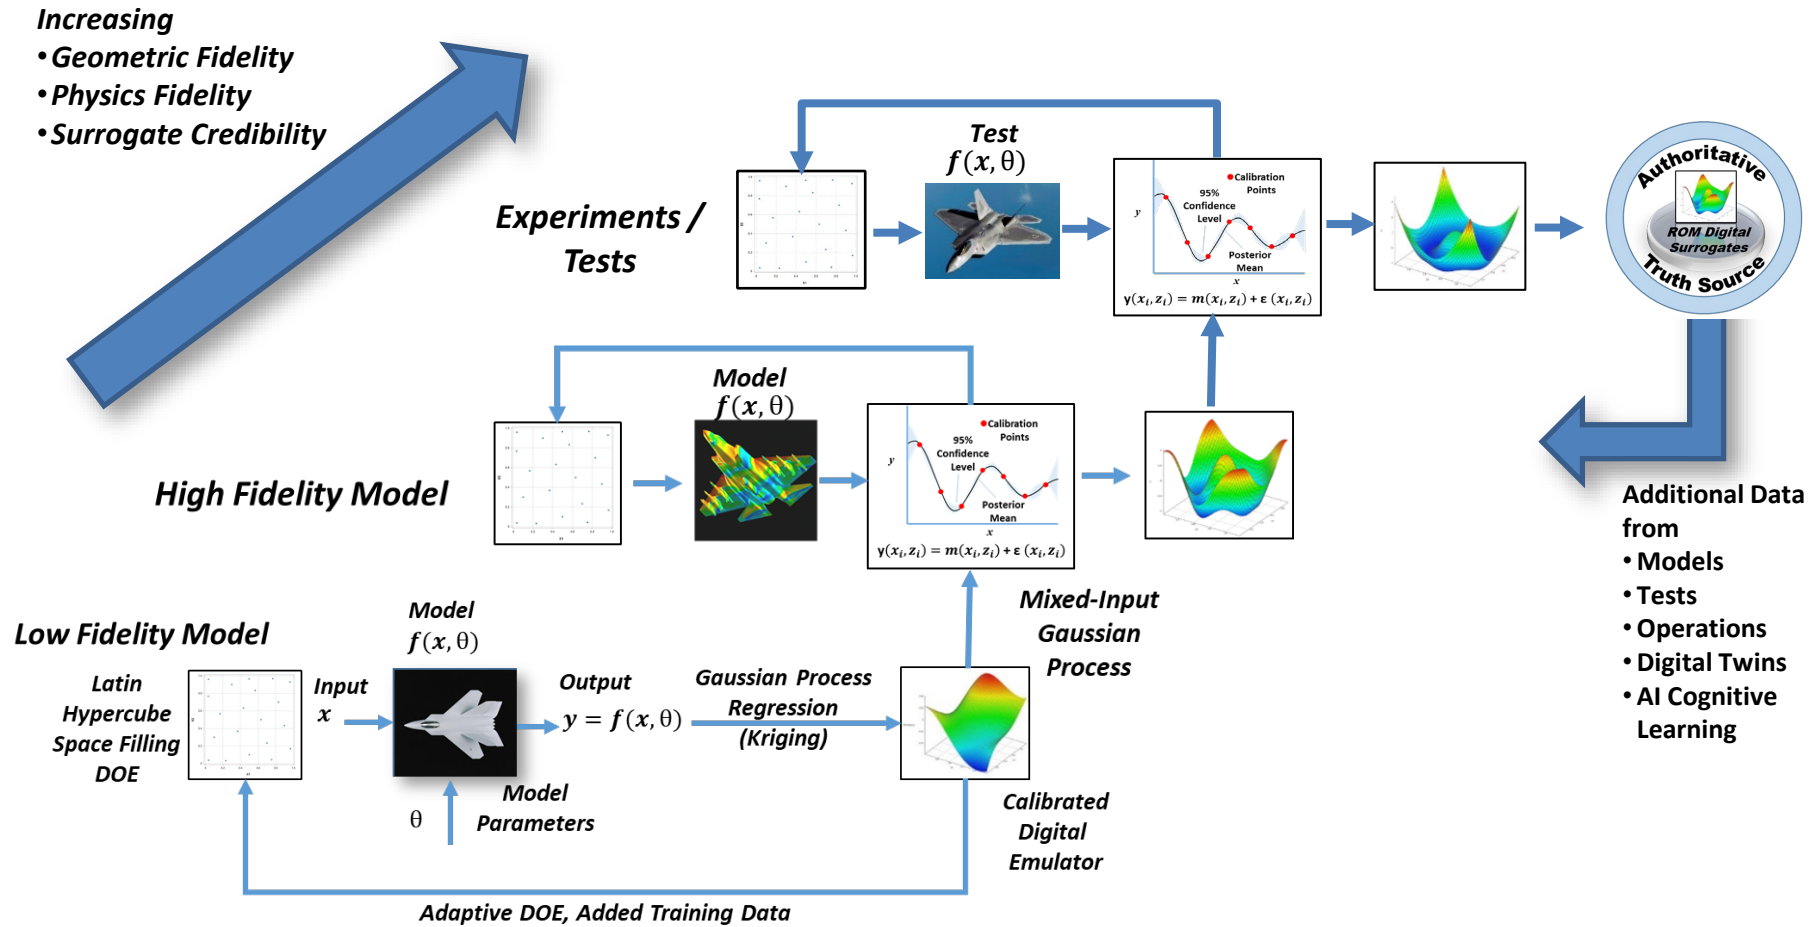 Increasing
•Geometric Fidelity
•Physics Fidelity
•Surrogate Credibility
Experiments /
Tests
Test
f(x, θ)
Calibration
Points
95%
Confidence
Level
y
Posterior
Mean
x
y(xᵢ,zᵢ) = m(xᵢ,zᵢ) + ε (xᵢ,zᵢ)
Authoritative
ROM Digital
Surrogates
Truth Source
High Fidelity Model
Model
f(x, θ)
Calibration
Points
95%
Confidence
Level
y
Posterior
Mean
x
y(xᵢ,zᵢ) = m(xᵢ,zᵢ) + ε (xᵢ,zᵢ)
Additional Data
from
• Models
• Tests
• Operations
• Digital Twins
• AI Cognitive
Learning
Low Fidelity Model
Latin
Hypercube
Space Filling
DOE
Input
x
Model
f(x, θ)
θ
Model
Parameters
Output
y = f(x, θ)
Gaussian Process
Regression
(Kriging)
Mixed-Input
Gaussian
Process
Calibrated
Digital
Emulator
Adaptive DOE, Added Training Data